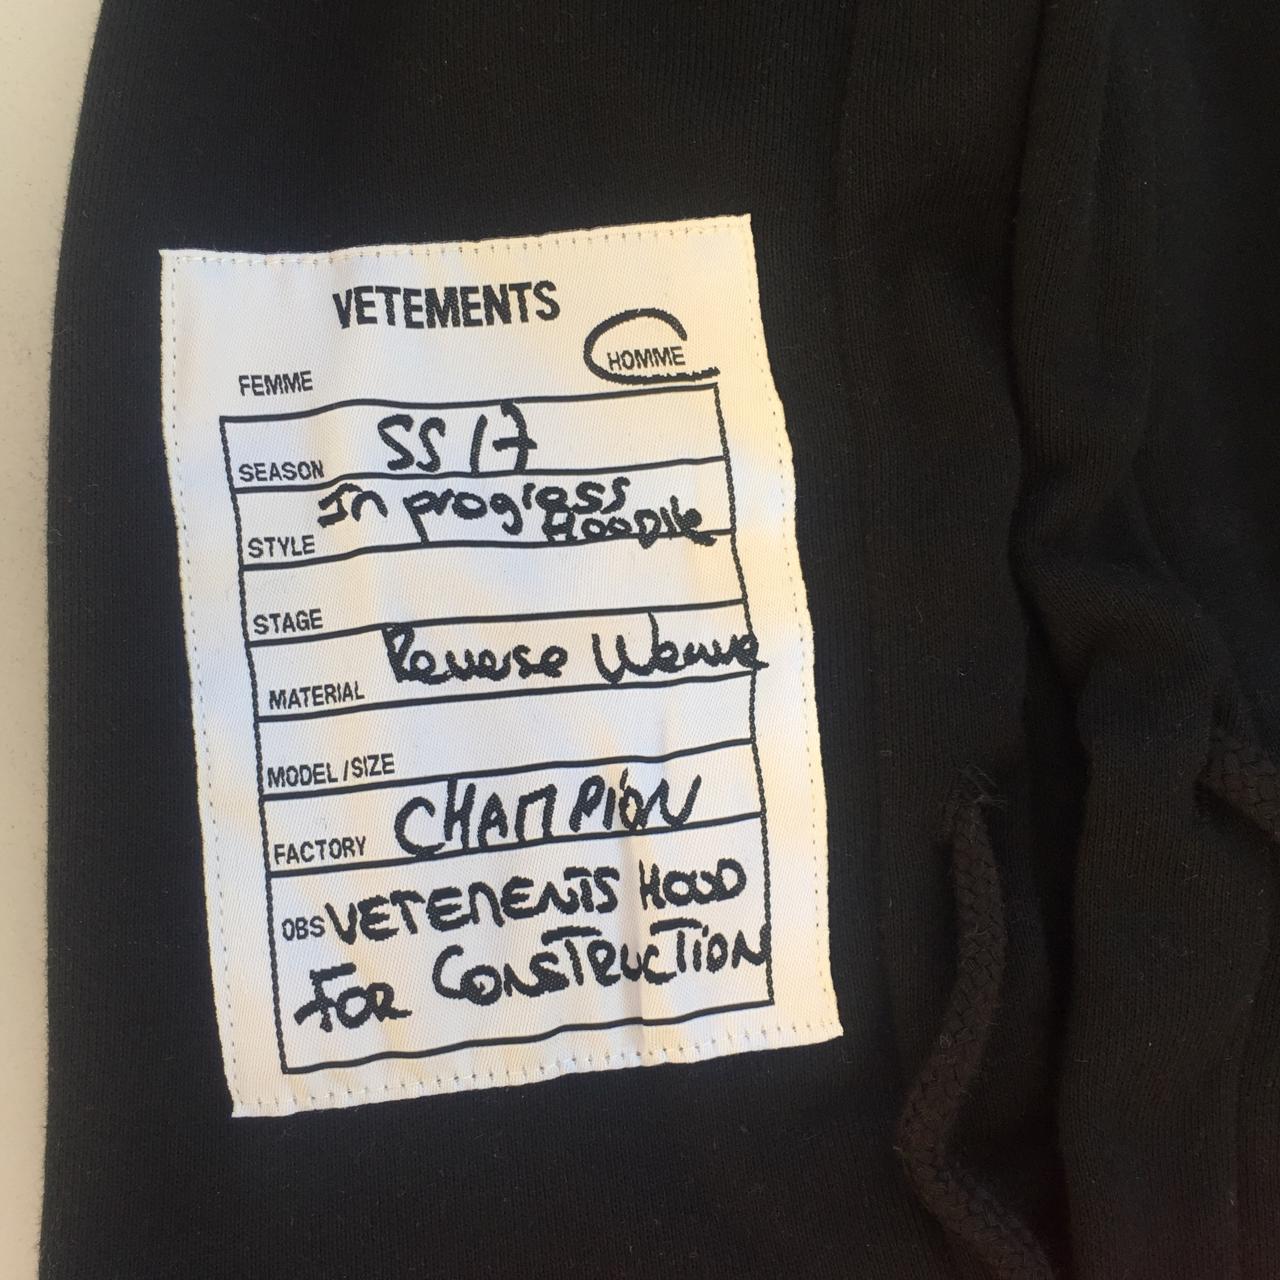 VETEMENTS
FEMME HOMME
SEASON SS 17
STYLE In progress Hoodie
STAGE
MATERIAL Reverse Weave
MODEL / SIZE
FACTORY CHAMPION
OBS VETEMENTS HOOD
FOR CONSTRUCTION